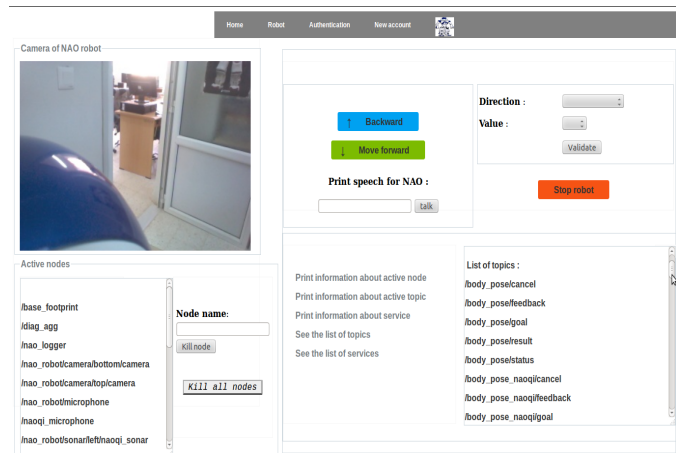 Home Robot Authentication New account
Camera of NAO robot
↑ Backward
↓ Move forward
Print speech for NAO :
talk
Direction :
Value :
Validate
Stop robot
Active nodes
/base_footprint
/diag_agg
/nao_logger
/nao_robot/camera/bottom/camera
/nao_robot/camera/top/camera
/nao_robot/microphone
/naoqi_microphone
/nao_robot/sonar/left/naoqi_sonar
Node name:
Kill node
Kill all nodes
Print information about active node
Print information about active topic
Print information about service
See the list of topics
See the list of services
List of topics :
/body_pose/cancel
/body_pose/feedback
/body_pose/goal
/body_pose/result
/body_pose/status
/body_pose_naoqi/cancel
/body_pose_naoqi/feedback
/body_pose_naoqi/goal